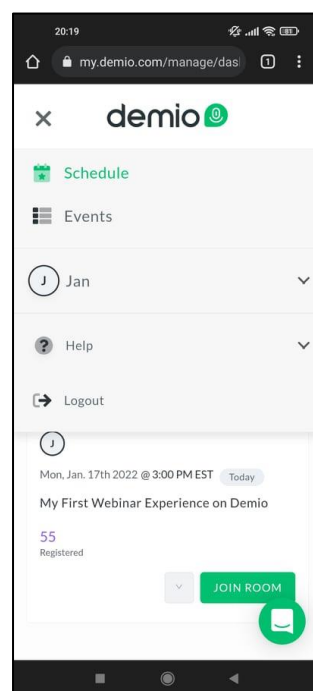 20:19
my.demio.com/manage/das
1
demio
Schedule
Events
J Jan
? Help
Logout
J
Mon, Jan. 17th 2022 @ 3:00 PM EST Today
My First Webinar Experience on Demio
55
Registered
JOIN ROOM